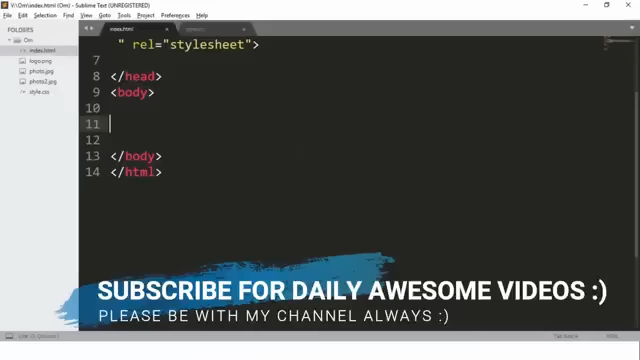 V:\Om\index.html (Om) - Sublime Text (UNREGISTERED)
File Edit Selection Find View Goto Tools Project Preferences Help
FOLDERS
Om
index.html
logo.png
photo.jpg
photo2.jpg
style.css
index.html
" rel="stylesheet">
7
8 </head>
9 <body>
10
11
12
13 </body>
14 </html>
SUBSCRIBE FOR DAILY AWESOME VIDEOS :)
PLEASE BE WITH MY CHANNEL ALWAYS :)